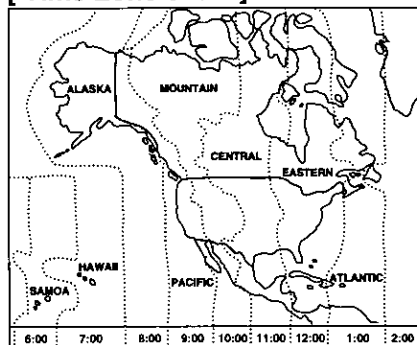 ALASKA
MOUNTAIN
CENTRAL
EASTERN
HAWAII
SAMOA
PACIFIC
ATLANTIC
6:00 7:00 8:00 9:00 10:00 11:00 12:00 1:00 2:00